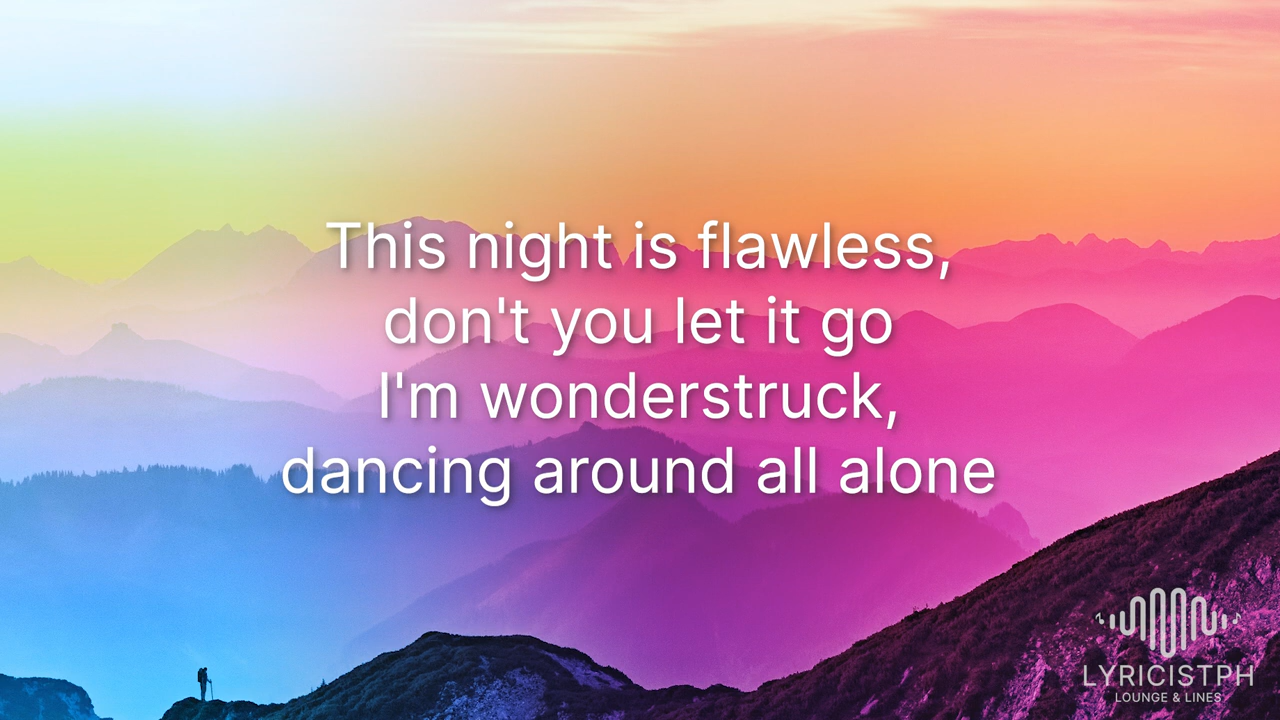 This night is flawless,
don't you let it go
I'm wonderstruck,
dancing around all alone
LYRICISTPH
LOUNGE & LINES